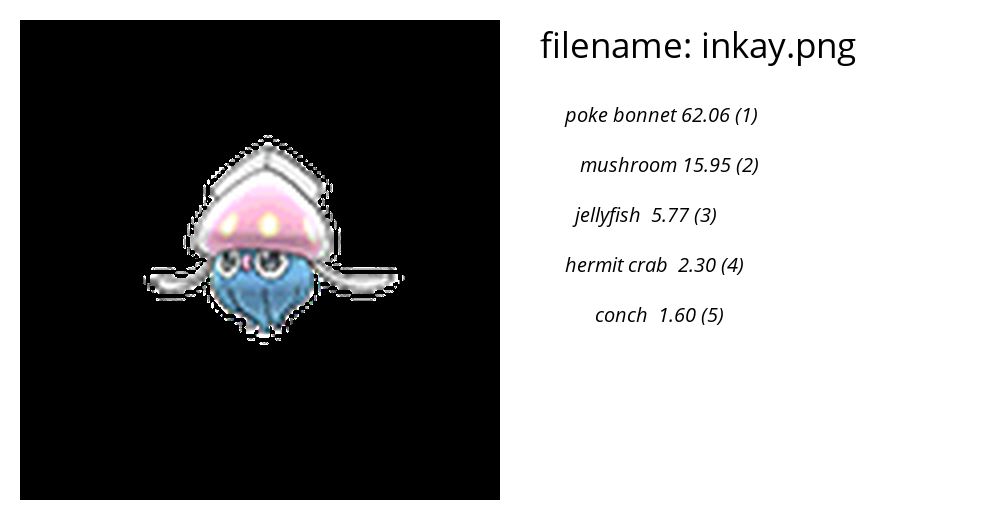 filename: inkay.png
poke bonnet 62.06 (1)
mushroom 15.95 (2)
jellyfish 5.77 (3)
hermit crab 2.30 (4)
conch 1.60 (5)